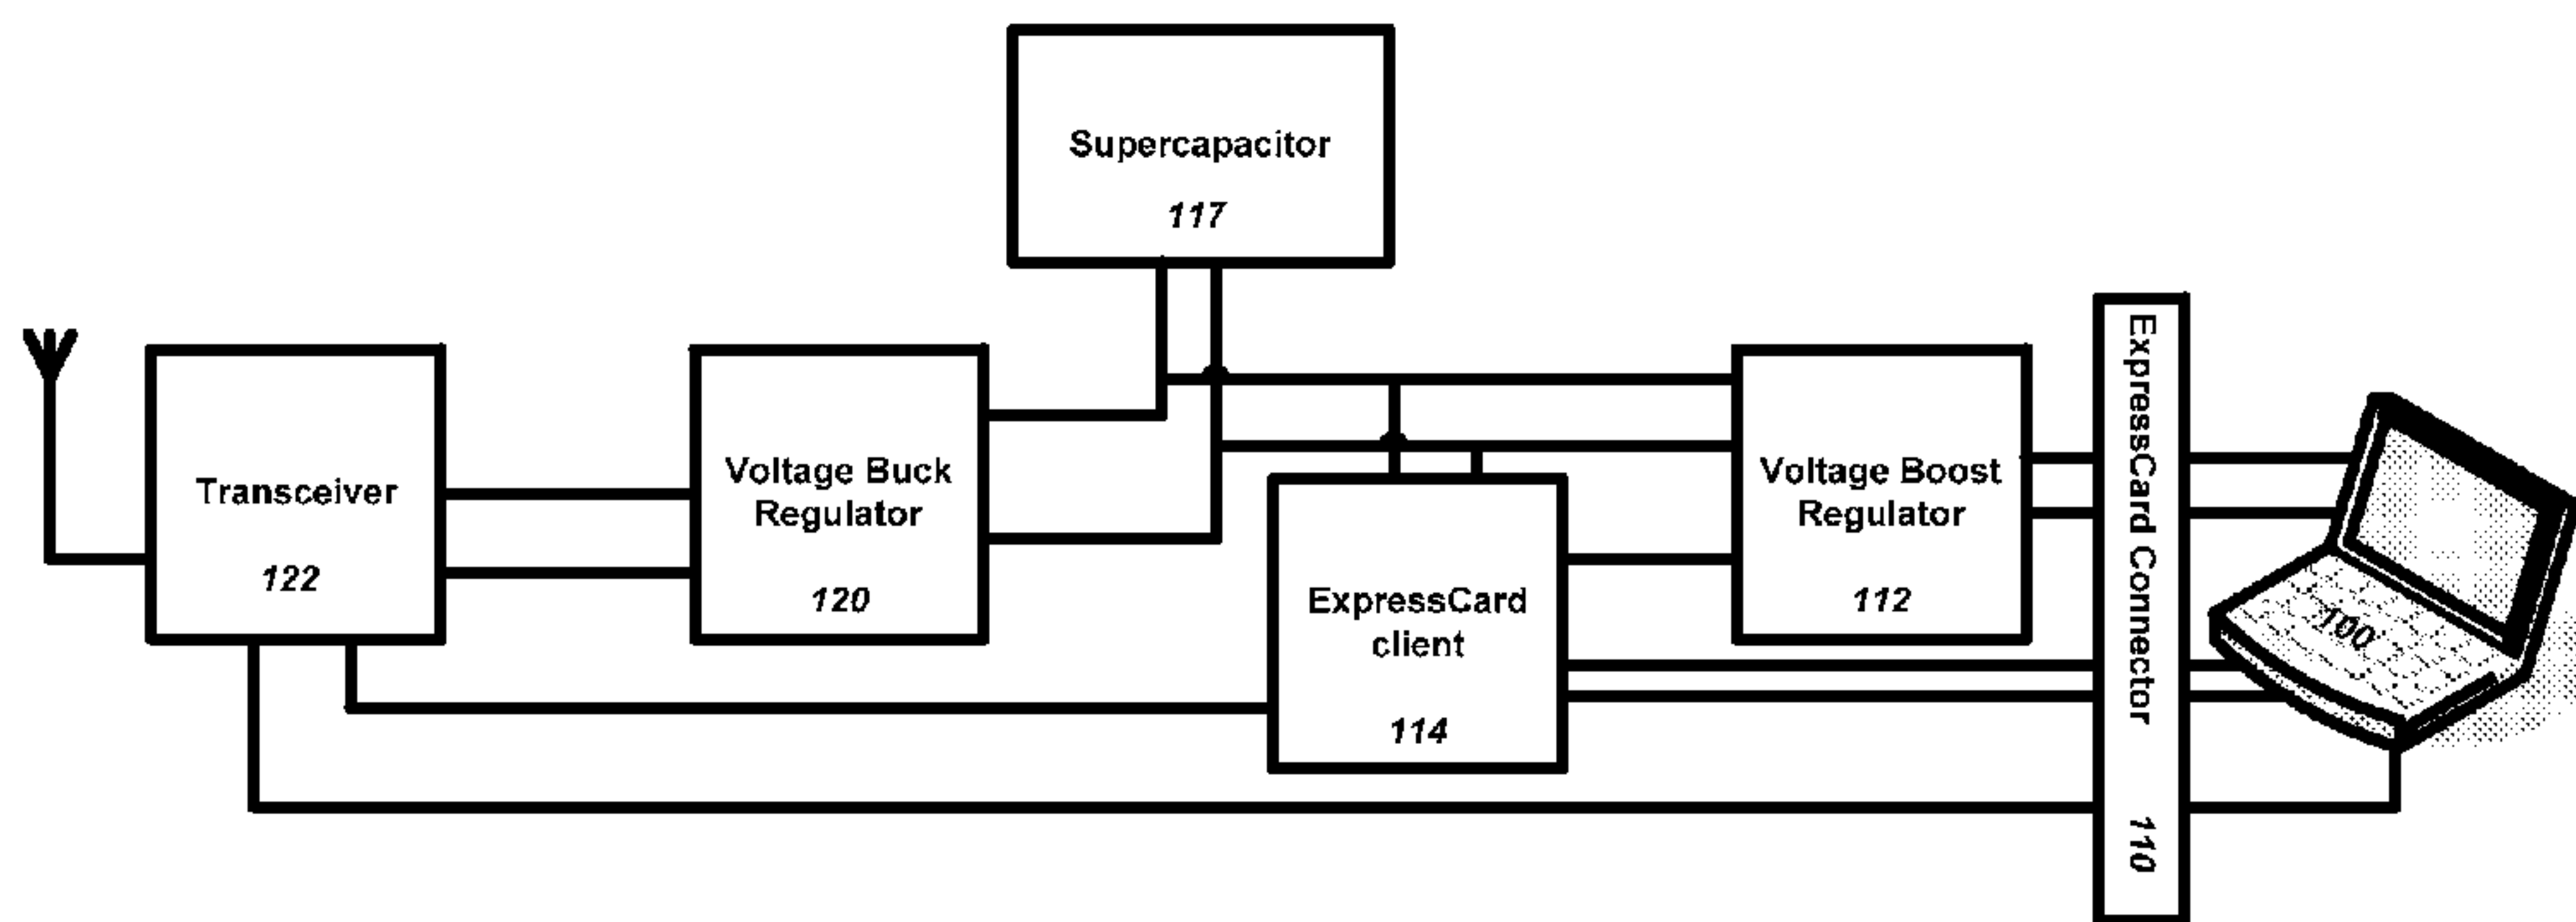 Supercapacitor
117
Transceiver
122
Voltage Buck
Regulator
120
ExpressCard
client
114
Voltage Boost
Regulator
112
ExpressCard Connector 110
100